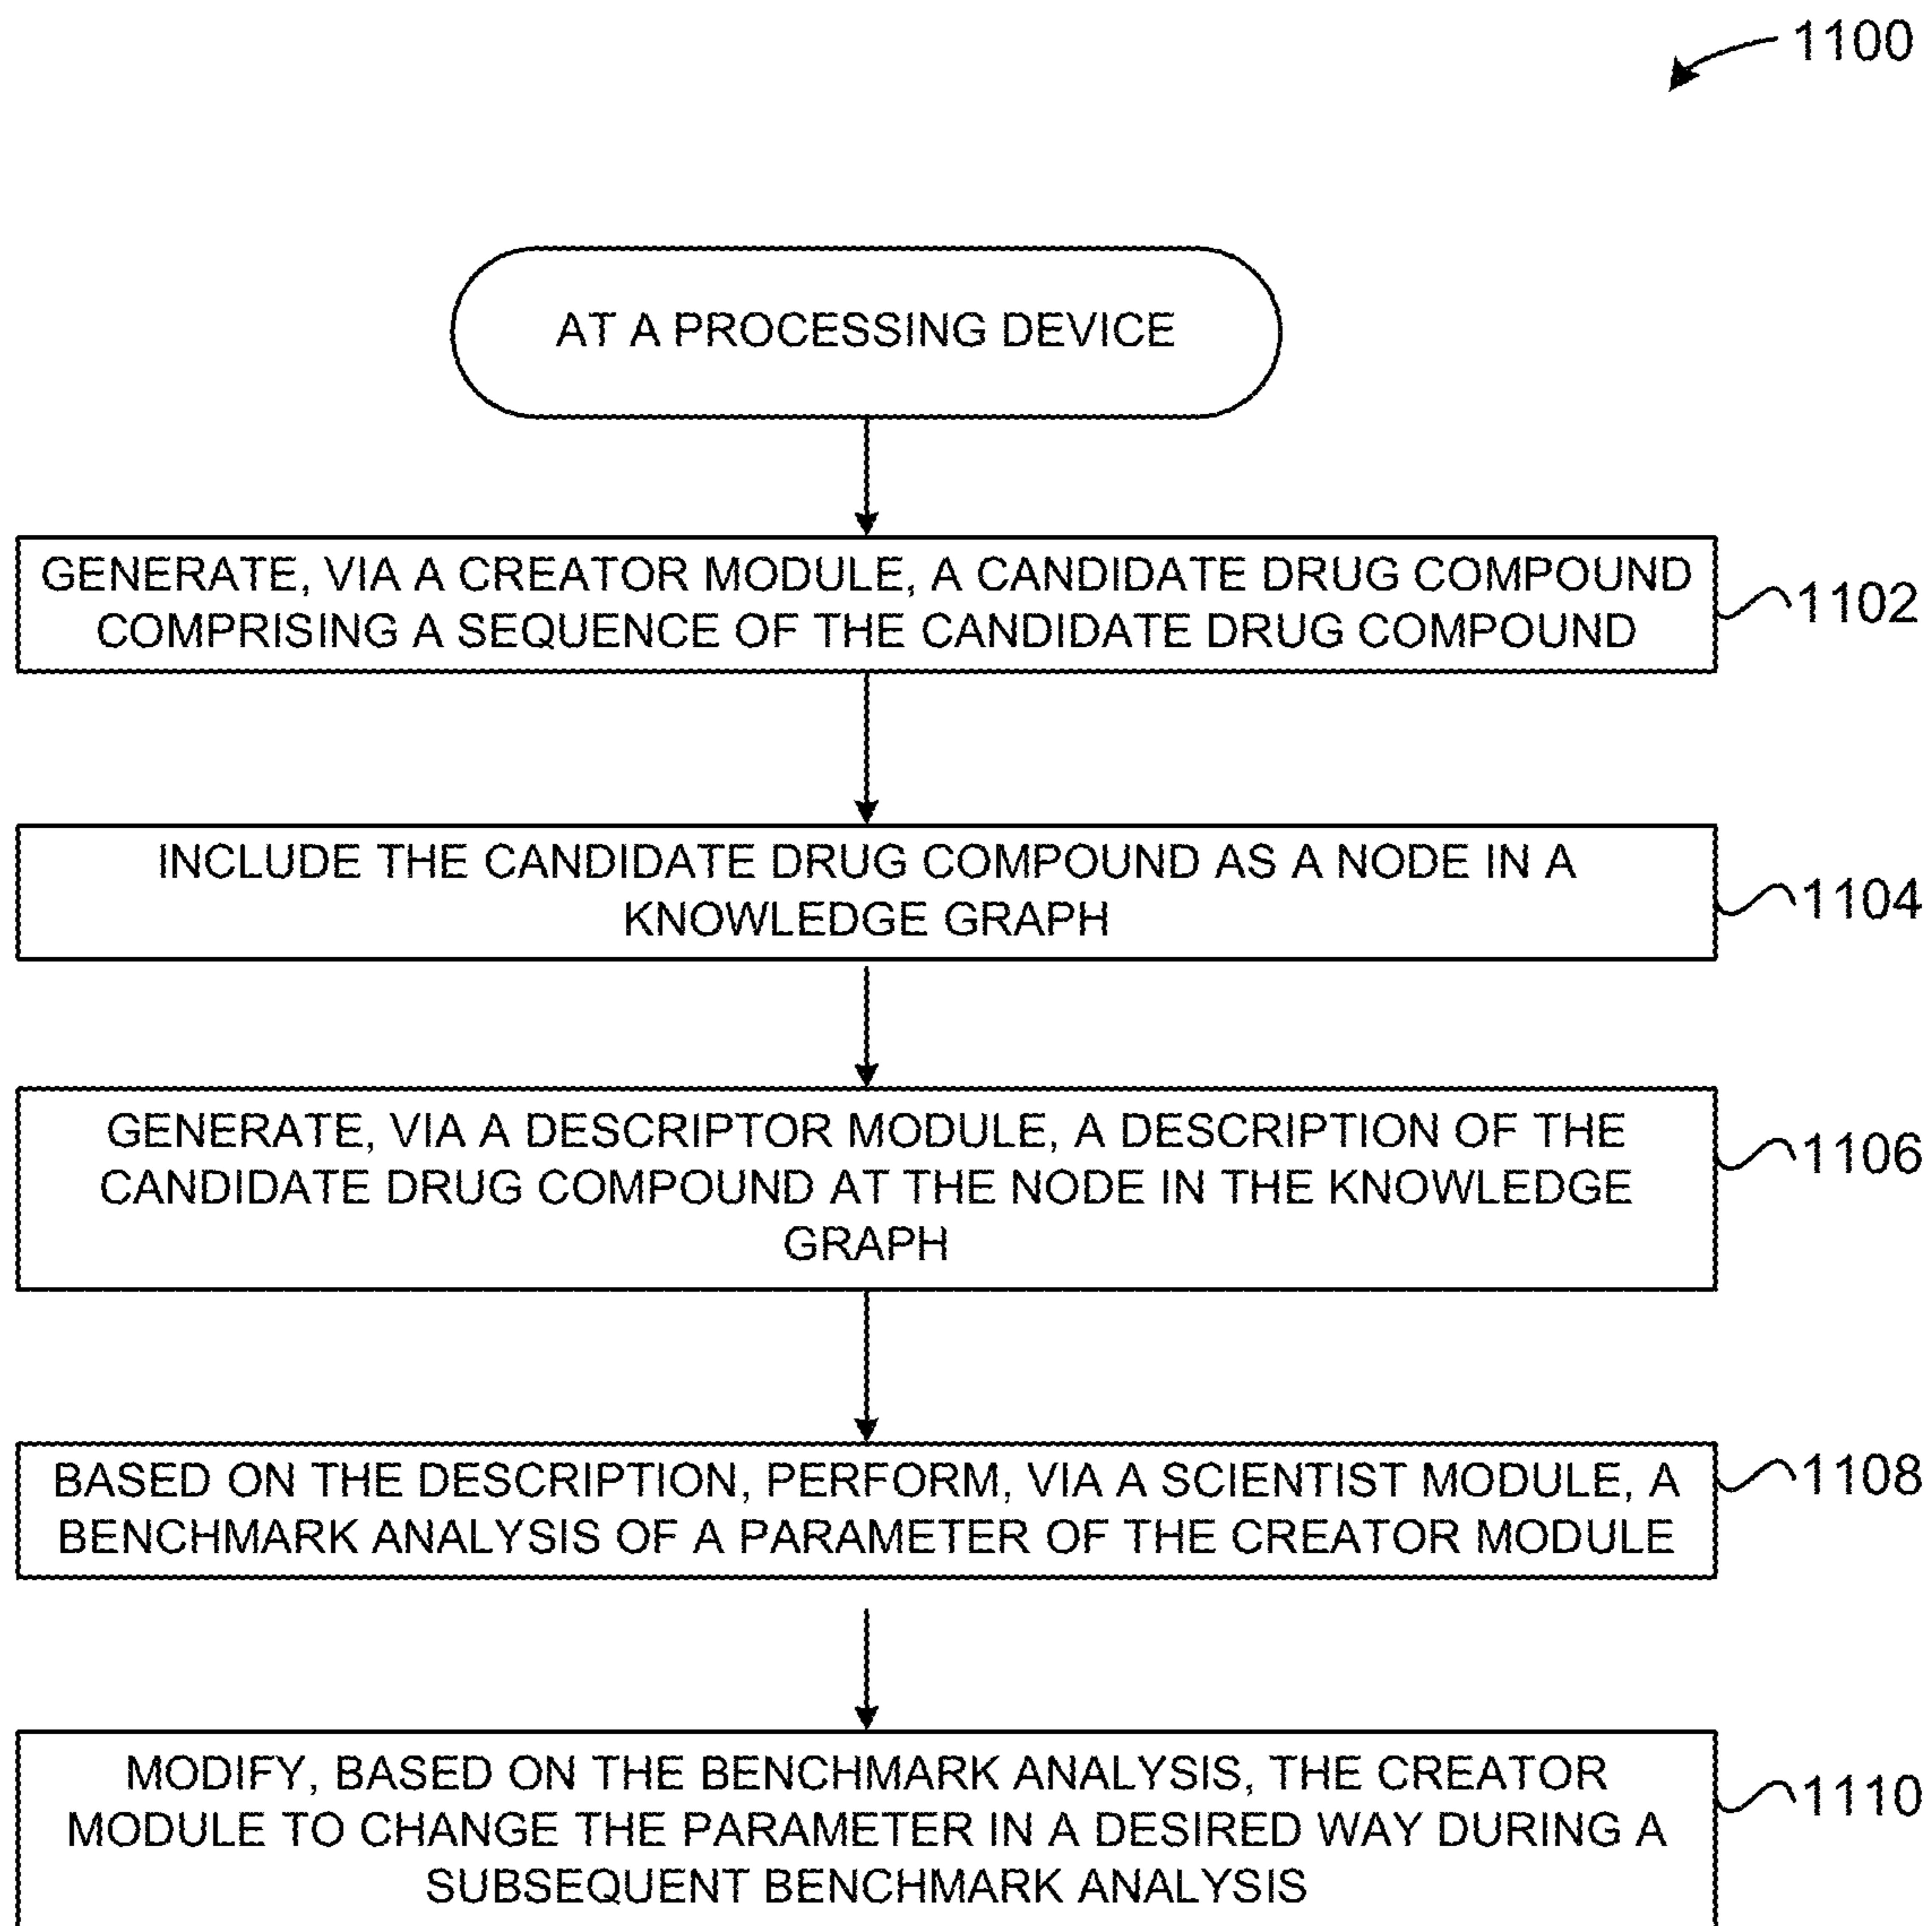 1100
AT A PROCESSING DEVICE
GENERATE, VIA A CREATOR MODULE, A CANDIDATE DRUG COMPOUND
COMPRISING A SEQUENCE OF THE CANDIDATE DRUG COMPOUND
1102
INCLUDE THE CANDIDATE DRUG COMPOUND AS A NODE IN A
KNOWLEDGE GRAPH
1104
GENERATE, VIA A DESCRIPTOR MODULE, A DESCRIPTION OF THE
CANDIDATE DRUG COMPOUND AT THE NODE IN THE KNOWLEDGE
GRAPH
1106
BASED ON THE DESCRIPTION, PERFORM, VIA A SCIENTIST MODULE, A
BENCHMARK ANALYSIS OF A PARAMETER OF THE CREATOR MODULE
1108
MODIFY, BASED ON THE BENCHMARK ANALYSIS, THE CREATOR
MODULE TO CHANGE THE PARAMETER IN A DESIRED WAY DURING A
SUBSEQUENT BENCHMARK ANALYSIS
1110